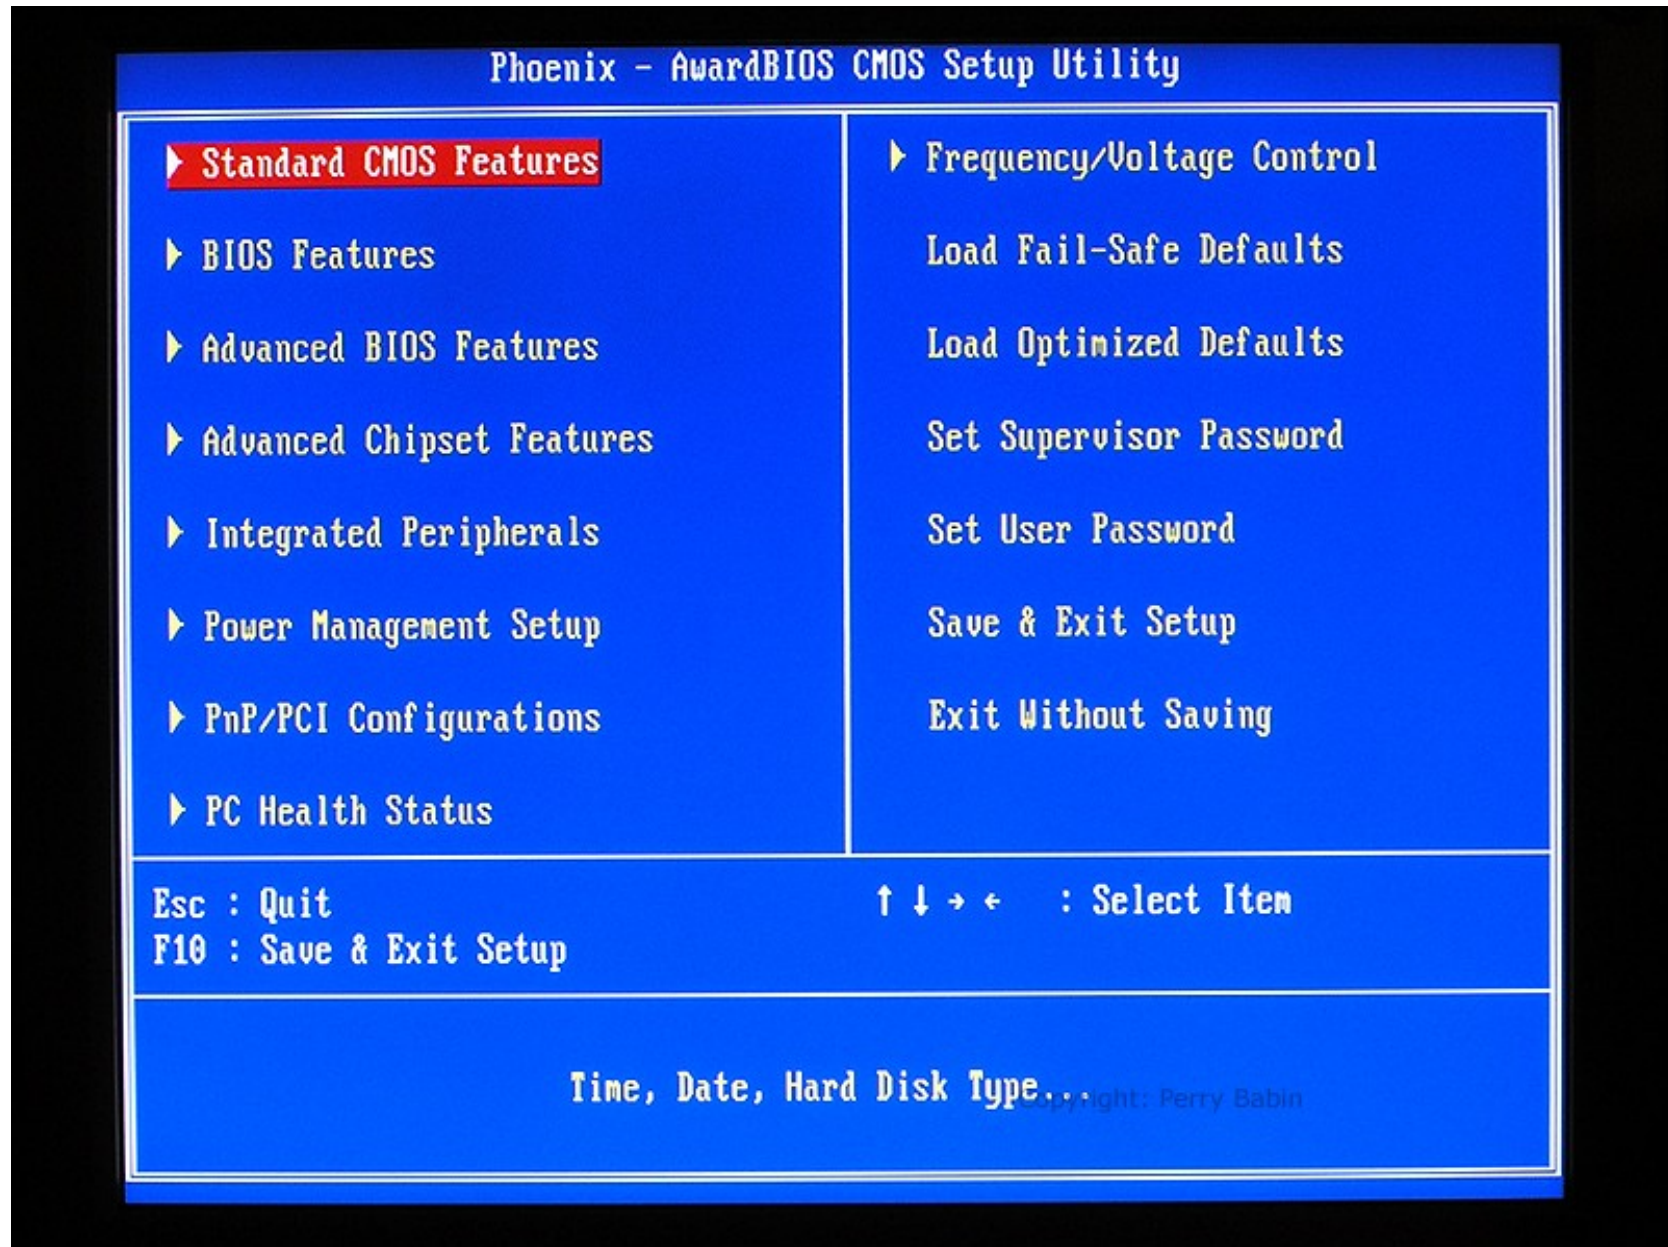 Phoenix - AwardBIOS CMOS Setup Utility
Standard CMOS Features
BIOS Features
Advanced BIOS Features
Advanced Chipset Features
Integrated Peripherals
Power Management Setup
PnP/PCI Configurations
PC Health Status
Frequency/Voltage Control
Load Fail-Safe Defaults
Load Optimized Defaults
Set Supervisor Password
Set User Password
Save & Exit Setup
Exit Without Saving
Esc : Quit
F10 : Save & Exit Setup
↑ ↓ → ← : Select Item
Time, Date, Hard Disk Type...
Copyright: Perry Babin